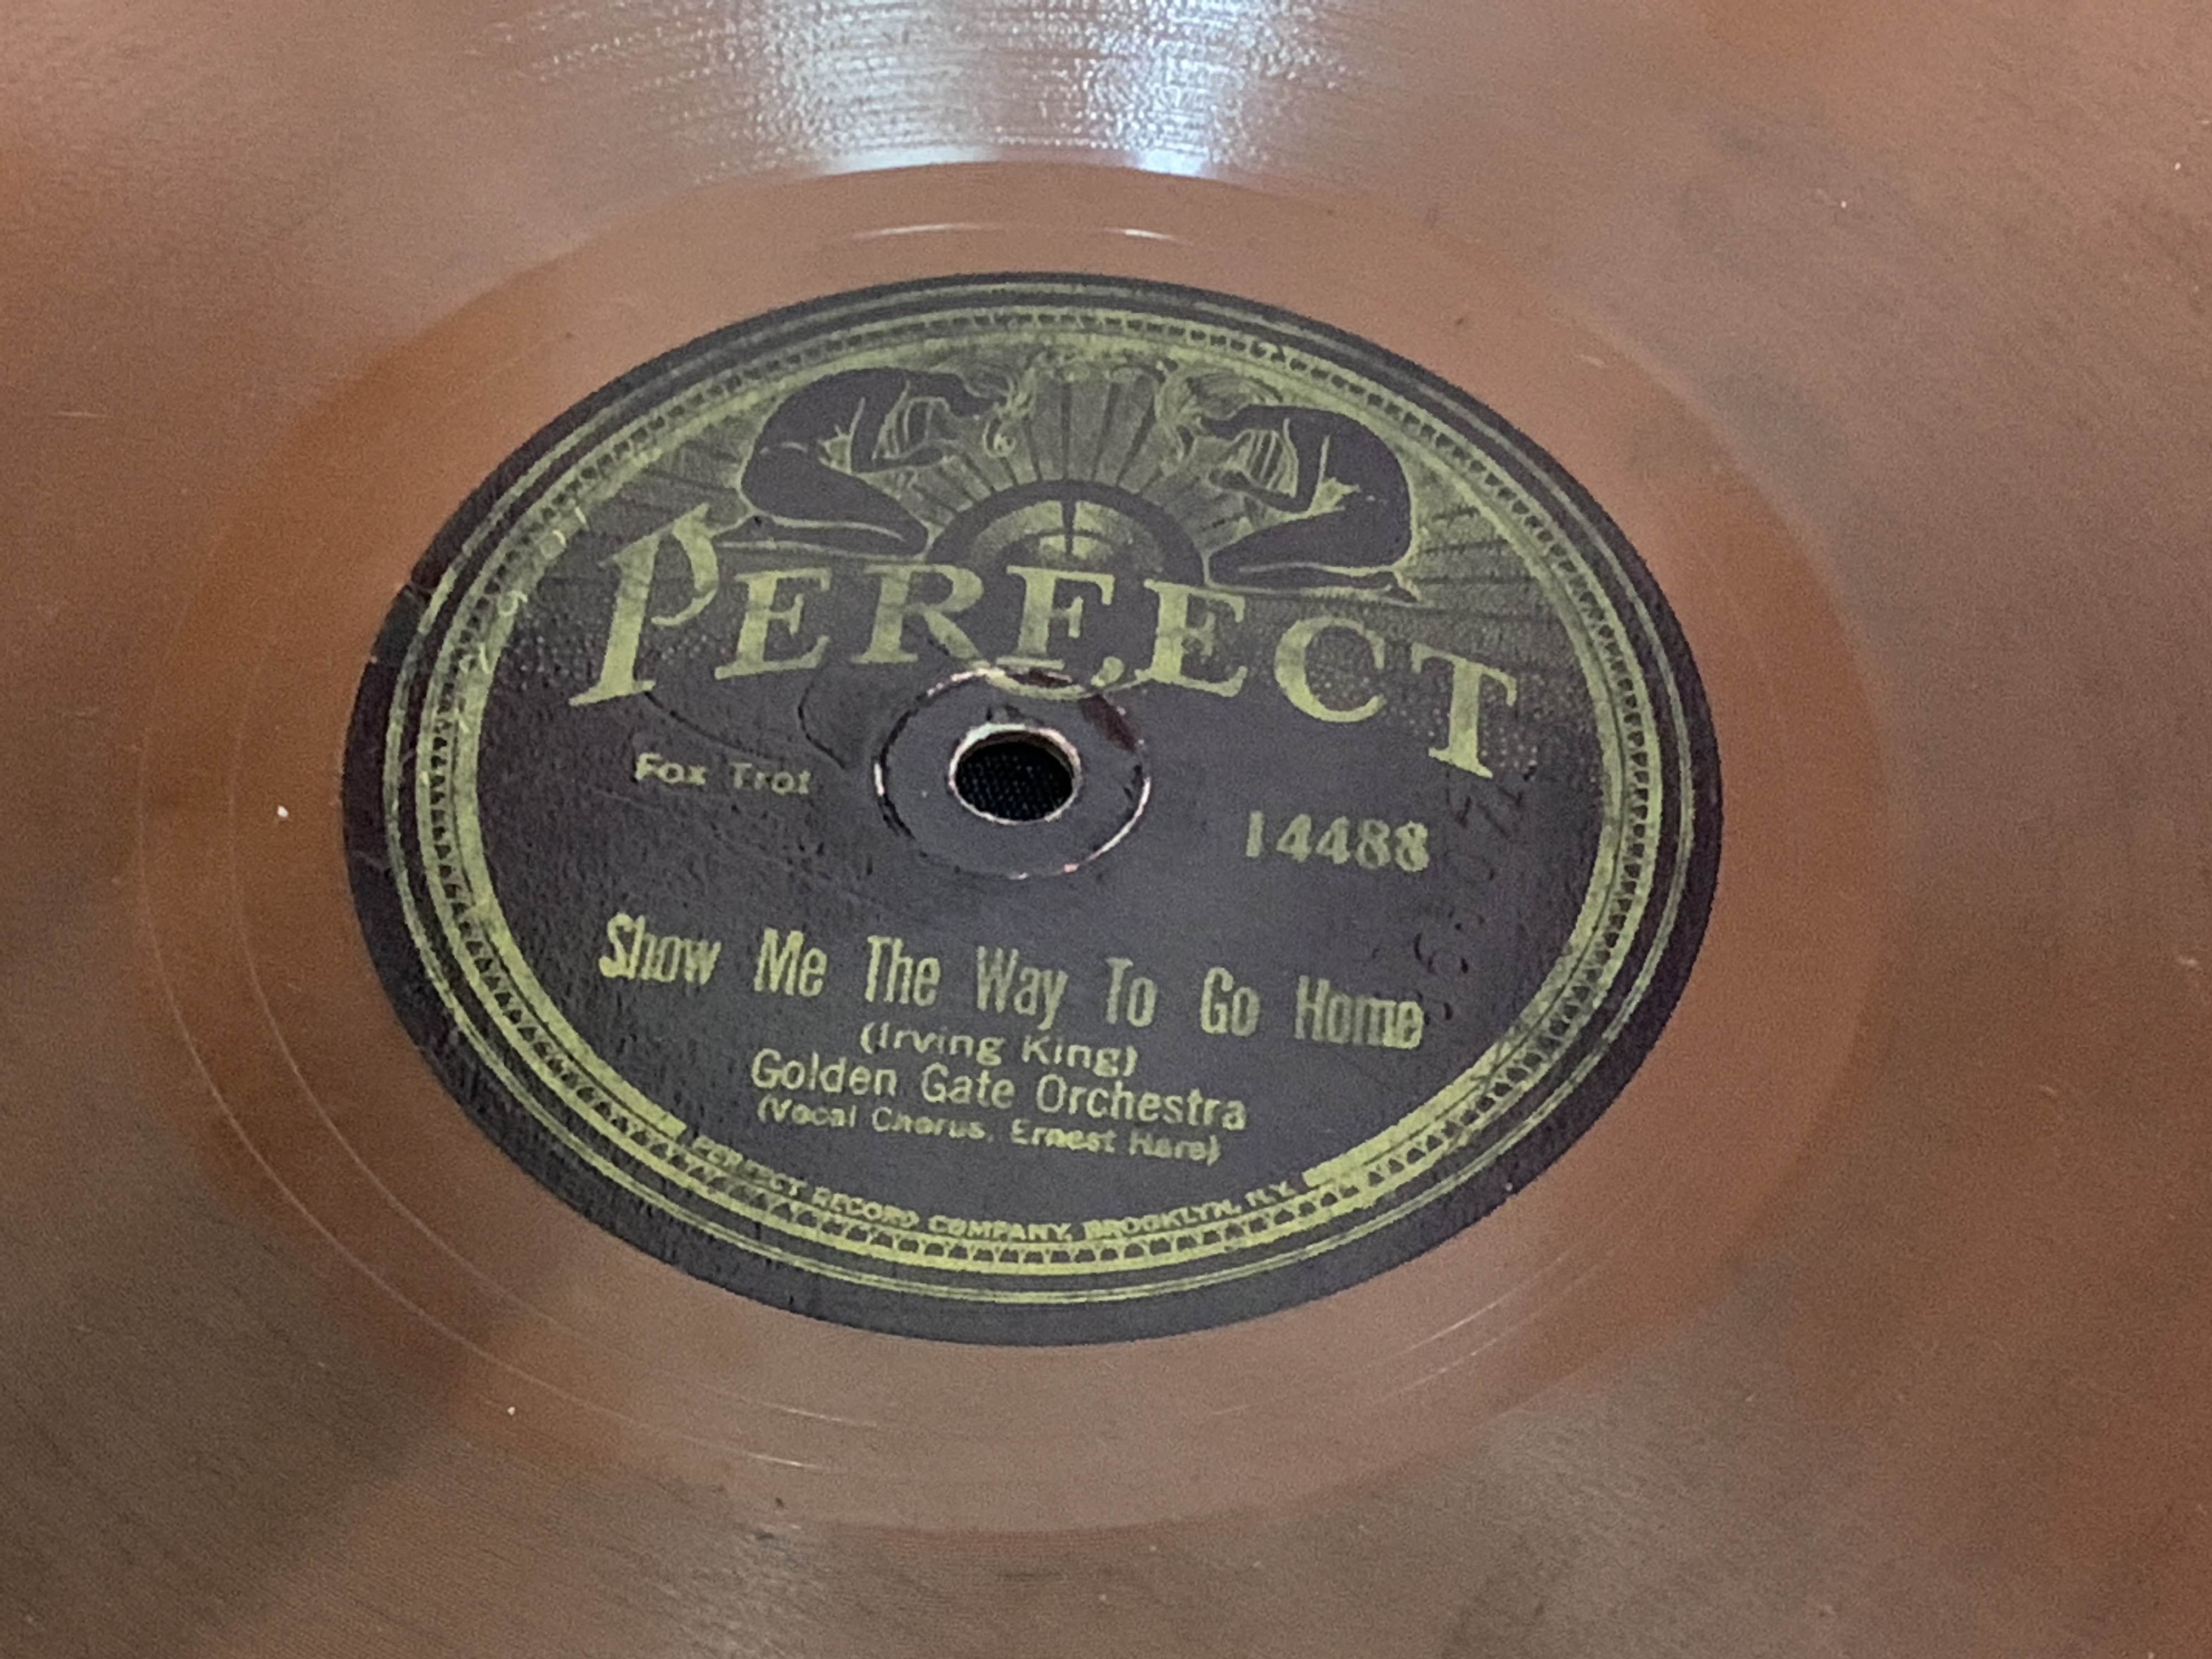 PERFECT
Fox Trot
14488
Show Me The Way To Go Home
(Irving King)
Golden Gate Orchestra
(Vocal Chorus, Ernest Hare)
PERFECT RECORD COMPANY, BROOKLYN, N.Y.